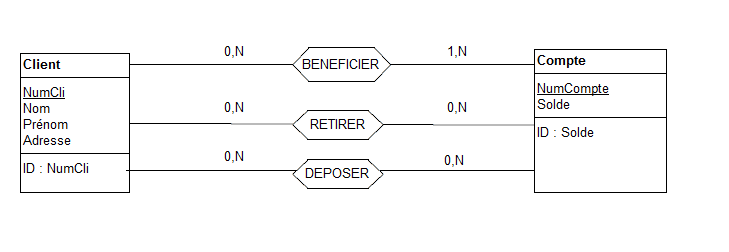 0,N
BENEFICIER
1,N
Client
NumCli
Nom
Prénom
Adresse
ID : NumCli
Compte
NumCompte
Solde
ID : Solde
0,N
RETIRER
0,N
0,N
DEPOSER
0,N